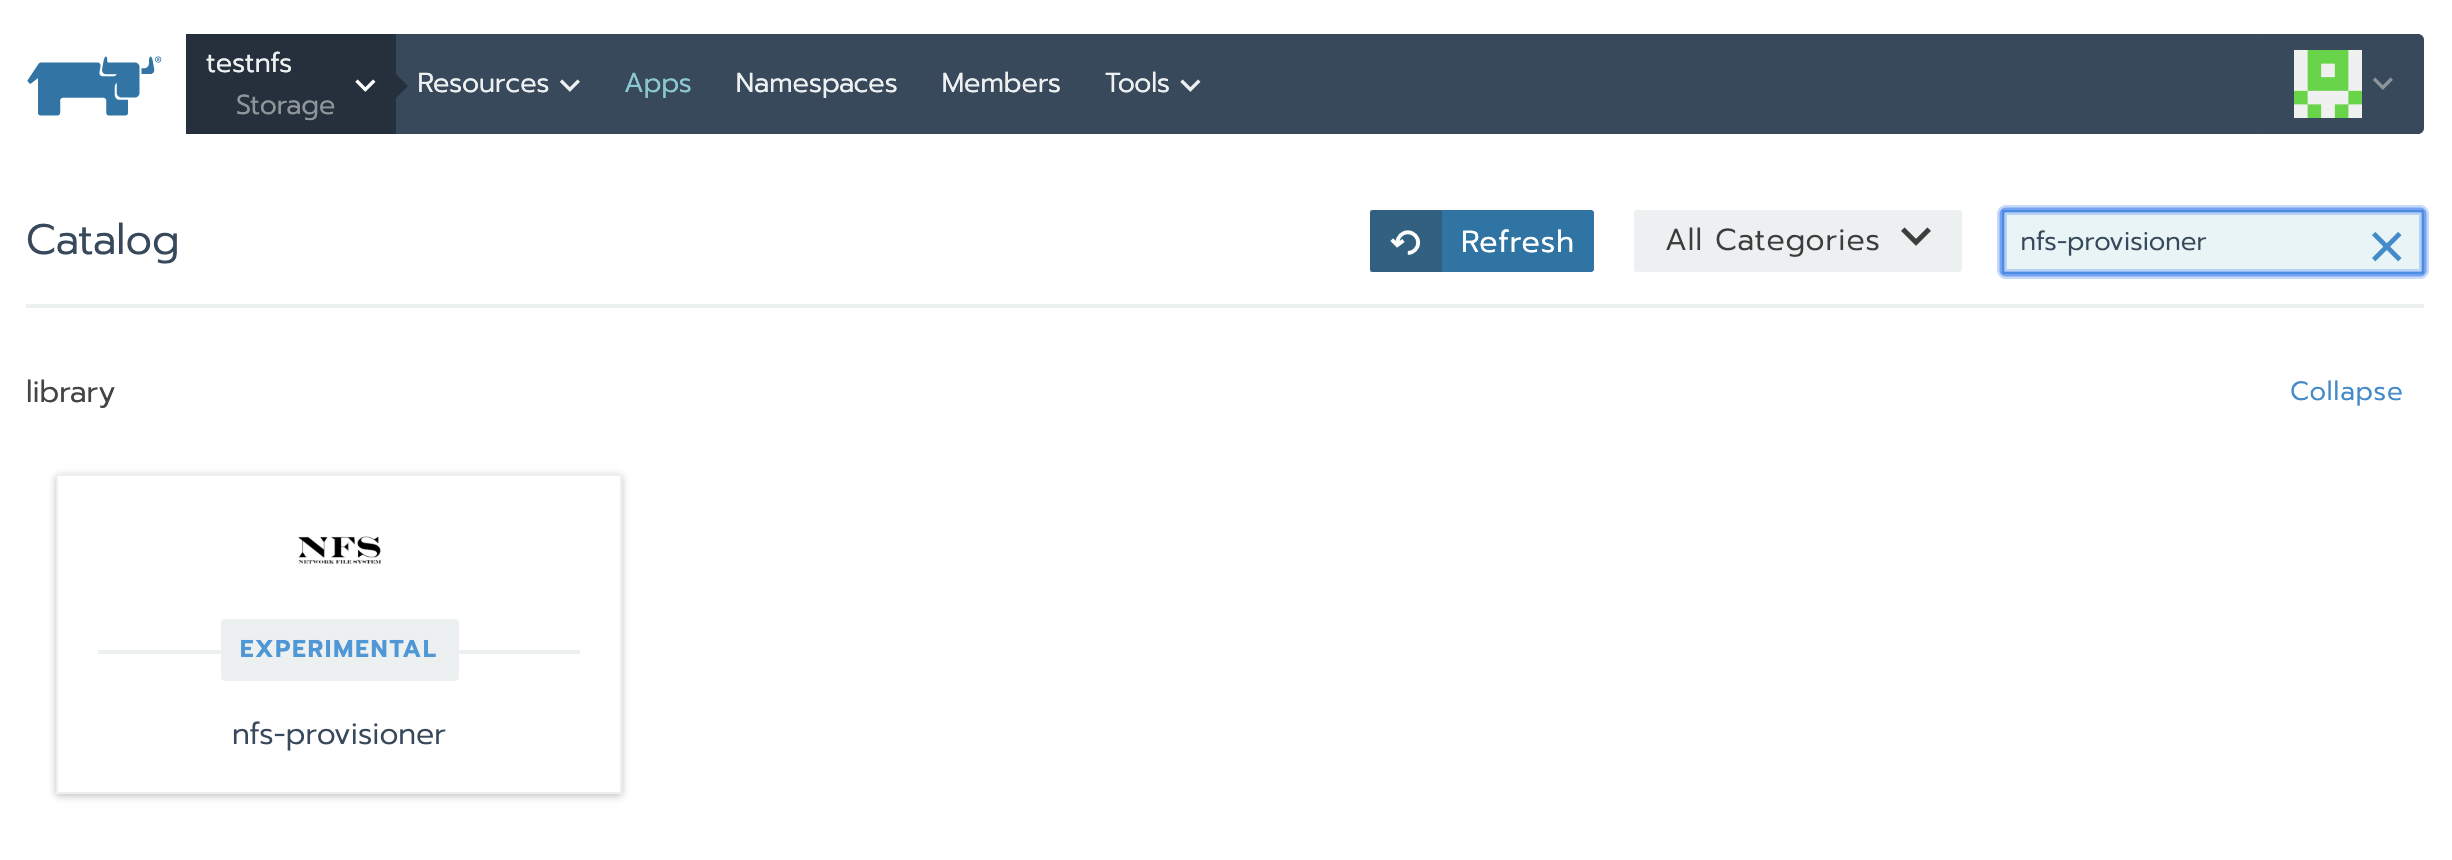 testnfs
Storage
Resources
Apps
Namespaces
Members
Tools
Catalog
Refresh
All Categories
nfs-provisioner
library
Collapse
NFS
NETWORK FILE SYSTEM
EXPERIMENTAL
nfs-provisioner